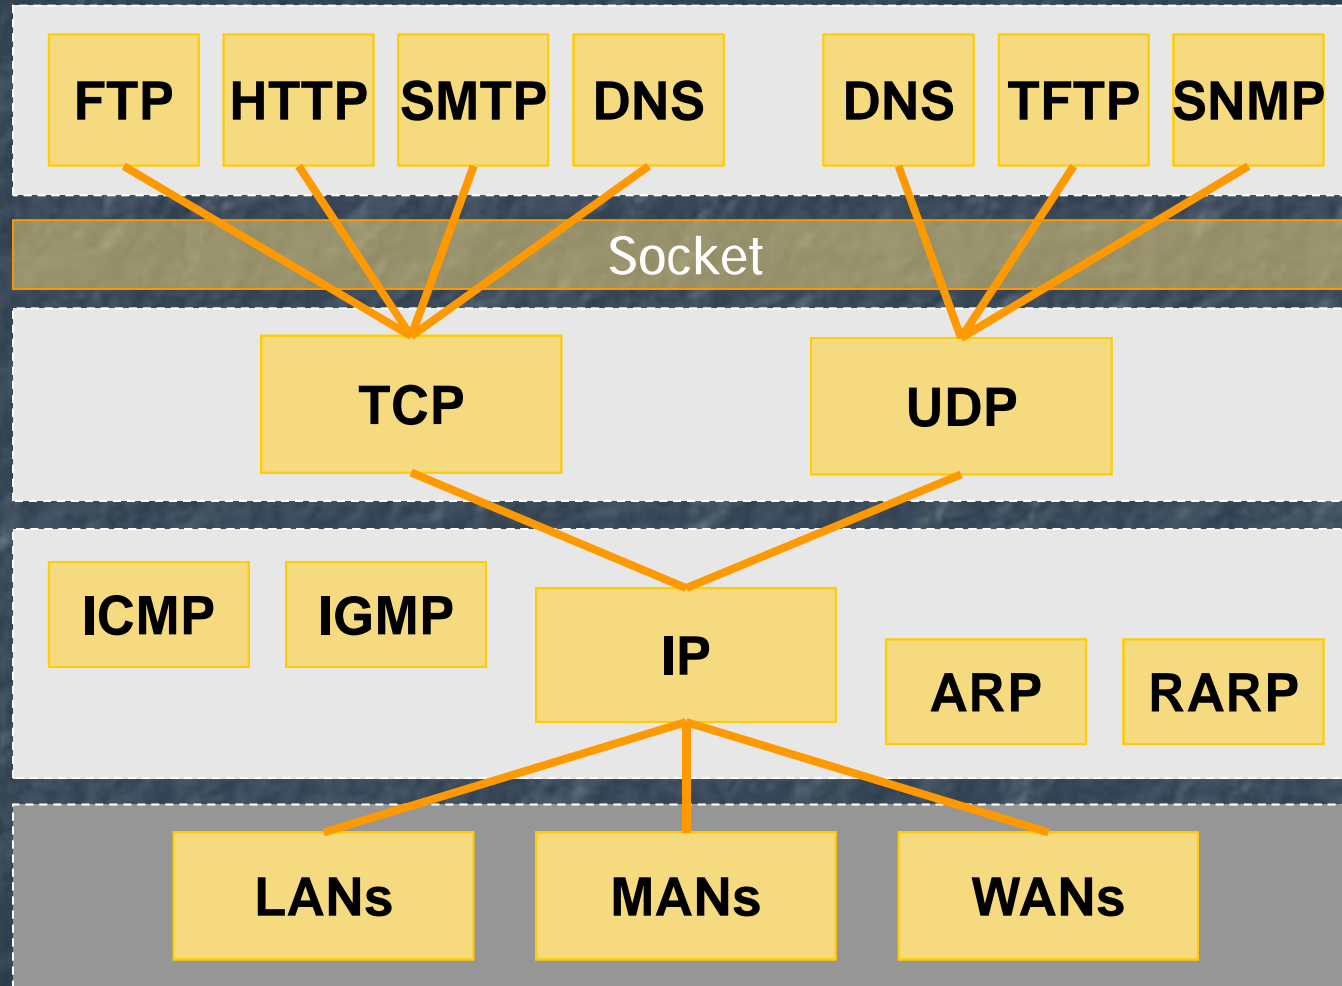 FTP HTTP SMTP DNS DNS TFTP SNMP
Socket
TCP UDP
ICMP IGMP IP ARP RARP
LANs MANs WANs